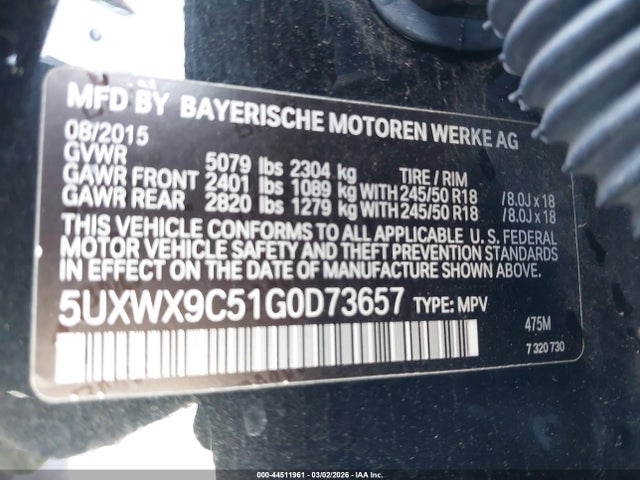 MFD BY BAYERISCHE MOTOREN WERKE AG
08/2015
GVWR 5079 lbs 2304 kg TIRE / RIM
GAWR FRONT 2401 lbs 1089 kg WITH 245/50 R18 /8.0J x 18
GAWR REAR 2820 lbs 1279 kg WITH 245/50 R18 /8.0J x 18
THIS VEHICLE CONFORMS TO ALL APPLICABLE U.S. FEDERAL
MOTOR VEHICLE SAFETY AND THEFT PREVENTION STANDARDS
IN EFFECT ON THE DATE OF MANUFACTURE SHOWN ABOVE.
5UXWX9C51G0D73657 TYPE: MPV
475M
7 320 730
000-44511961 - 03/02/2026 - IAA Inc.